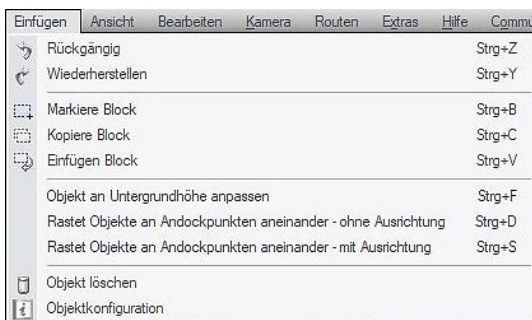 Einfügen Ansicht Bearbeiten Kamera Routen Extras Hilfe
Rückgängig Strg+Z
Wiederherstellen Strg+Y
Markiere Block Strg+B
Kopiere Block Strg+C
Einfügen Block Strg+V
Objekt an Untergrundhöhe anpassen Strg+F
Rastet Objekte an Andockpunkten aneinander - ohne Ausrichtung Strg+D
Rastet Objekte an Andockpunkten aneinander - mit Ausrichtung Strg+S
Objekt löschen
Objektkonfiguration